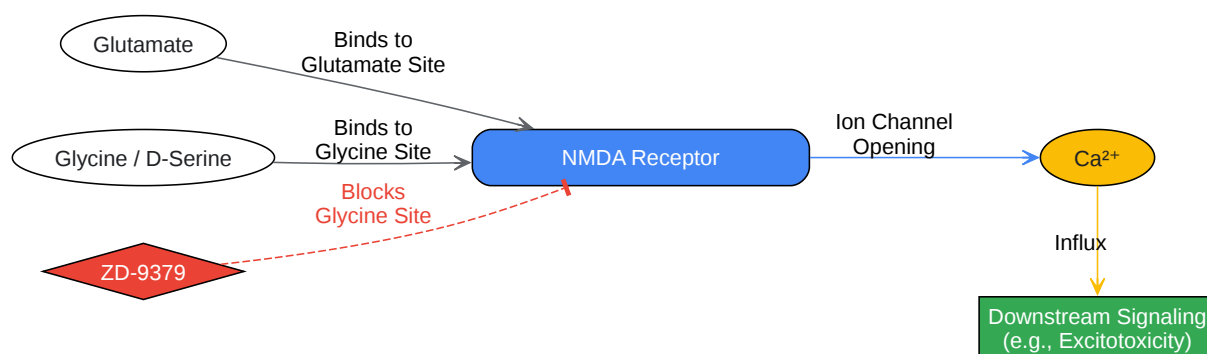 Glutamate
Binds to
Glutamate Site
Glycine / D-Serine
Binds to
Glycine Site
NMDA Receptor
Ion Channel
Opening
Ca²⁺
Blocks
Glycine Site
ZD-9379
Influx
Downstream Signaling
(e.g., Excitotoxicity)